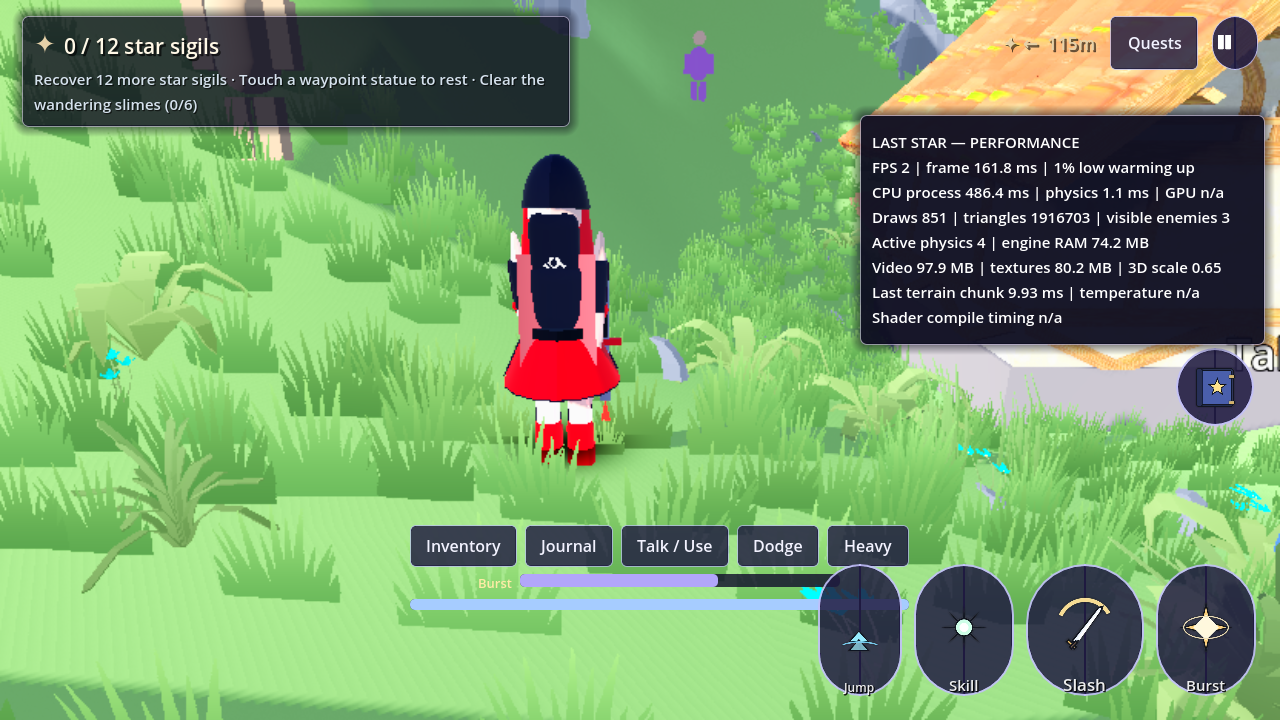 0 / 12 star sigils
Recover 12 more star sigils · Touch a waypoint statue to rest · Clear the
wandering slimes (0/6)
115m
Quests
LAST STAR — PERFORMANCE
FPS 2 | frame 161.8 ms | 1% low warming up
CPU process 486.4 ms | physics 1.1 ms | GPU n/a
Draws 851 | triangles 1916703 | visible enemies 3
Active physics 4 | engine RAM 74.2 MB
Video 97.9 MB | textures 80.2 MB | 3D scale 0.65
Last terrain chunk 9.93 ms | temperature n/a
Shader compile timing n/a
Ta
Inventory
Journal
Talk / Use
Dodge
Heavy
Burst
Jump
Skill
Slash
Burst